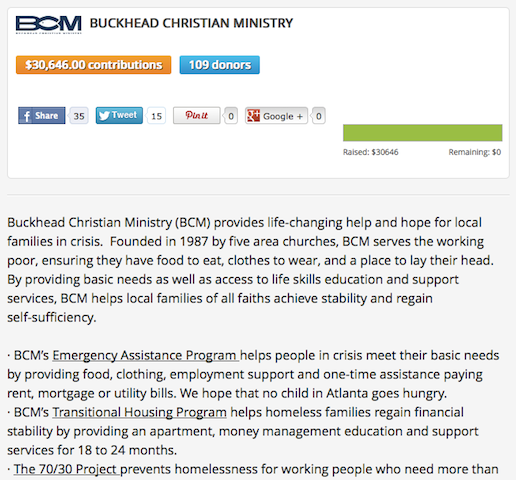 BCM BUCKHEAD CHRISTIAN MINISTRY
BUCKHEAD CHRISTIAN MINISTRY
$30,646.00 contributions 109 donors
f Share 35 Tweet 15 Pin it 0 g+ Google + 0
Raised: $30646 Remaining: $0
Buckhead Christian Ministry (BCM) provides life-changing help and hope for local
families in crisis.  Founded in 1987 by five area churches, BCM serves the working
poor, ensuring they have food to eat, clothes to wear, and a place to lay their head.
By providing basic needs as well as access to life skills education and support
services, BCM helps local families of all faiths achieve stability and regain
self-sufficiency.
· BCM's Emergency Assistance Program helps people in crisis meet their basic needs
by providing food, clothing, employment support and one-time assistance paying
rent, mortgage or utility bills. We hope that no child in Atlanta goes hungry.
· BCM's Transitional Housing Program helps homeless families regain financial
stability by providing an apartment, money management education and support
services for 18 to 24 months.
· The 70/30 Project prevents homelessness for working people who need more than